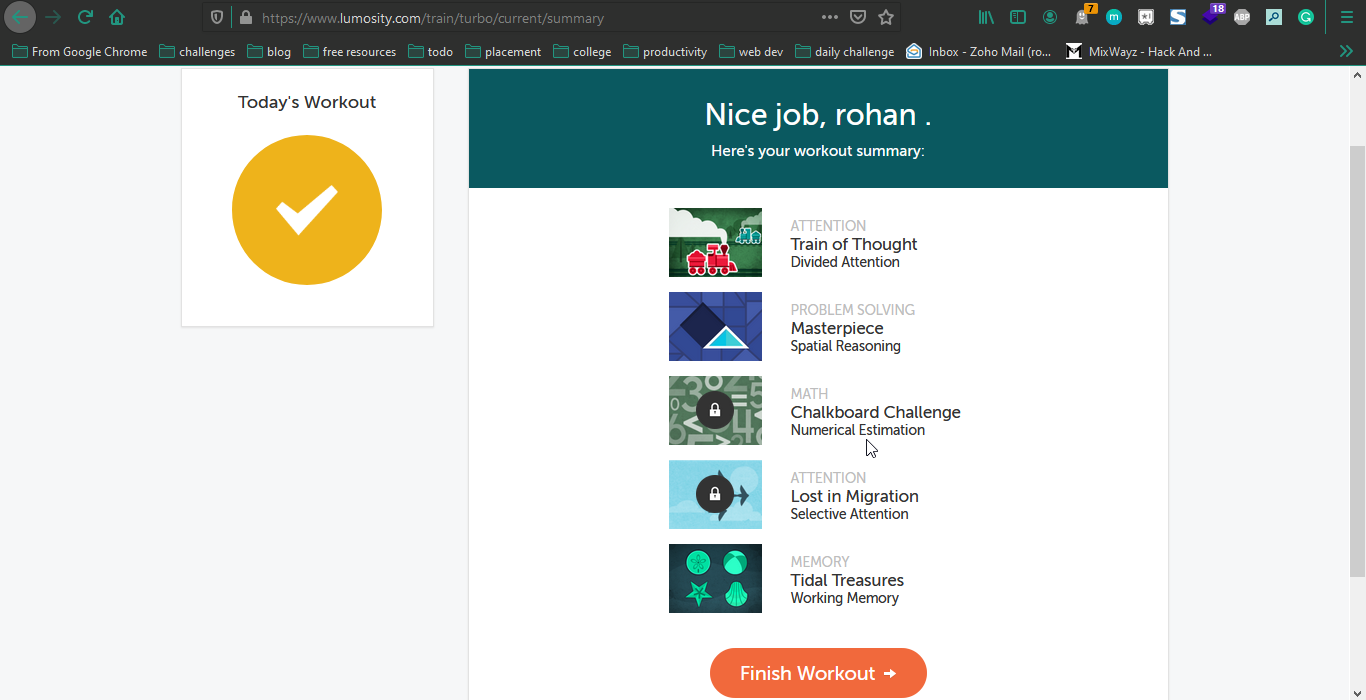 https://www.lumosity.com/train/turbo/current/summary
7
18
m
S
ABP
G
From Google Chrome
challenges
blog
free resources
todo
placement
college
productivity
web dev
daily challenge
Inbox - Zoho Mail (ro...
MixWayz - Hack And ...
Today's Workout
Nice job, rohan .
Here's your workout summary:
ATTENTION
Train of Thought
Divided Attention
PROBLEM SOLVING
Masterpiece
Spatial Reasoning
MATH
Chalkboard Challenge
Numerical Estimation
ATTENTION
Lost in Migration
Selective Attention
MEMORY
Tidal Treasures
Working Memory
Finish Workout